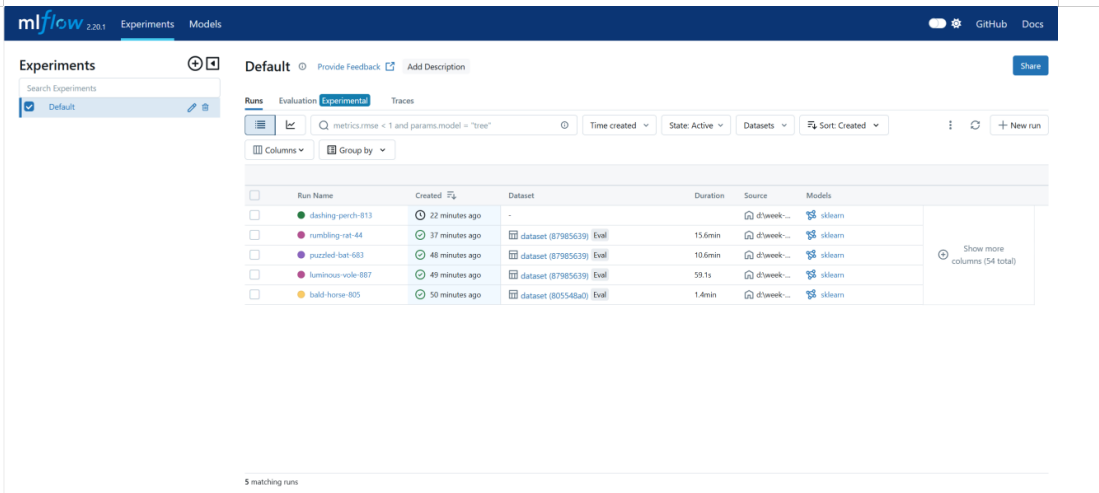 mlflow 2.20.1 Experiments Models GitHub Docs
Experiments
Search Experiments
Default
Default Provide Feedback Add Description Share
Runs Evaluation Experimental Traces
metrics.rmse < 1 and params.model = "tree" Time created State: Active Datasets Sort: Created New run
Columns Group by
Run Name Created Dataset Duration Source Models
dashing-perch-813 22 minutes ago - d:\week-... sklearn
rumbling-rat-44 37 minutes ago dataset (87985639) Eval 15.6min d:\week-... sklearn
puzzled-bat-683 48 minutes ago dataset (87985639) Eval 10.6min d:\week-... sklearn
luminous-vole-887 49 minutes ago dataset (87985639) Eval 59.1s d:\week-... sklearn
bald-horse-805 50 minutes ago dataset (805548a0) Eval 1.4min d:\week-... sklearn
Show more
columns (54 total)
5 matching runs